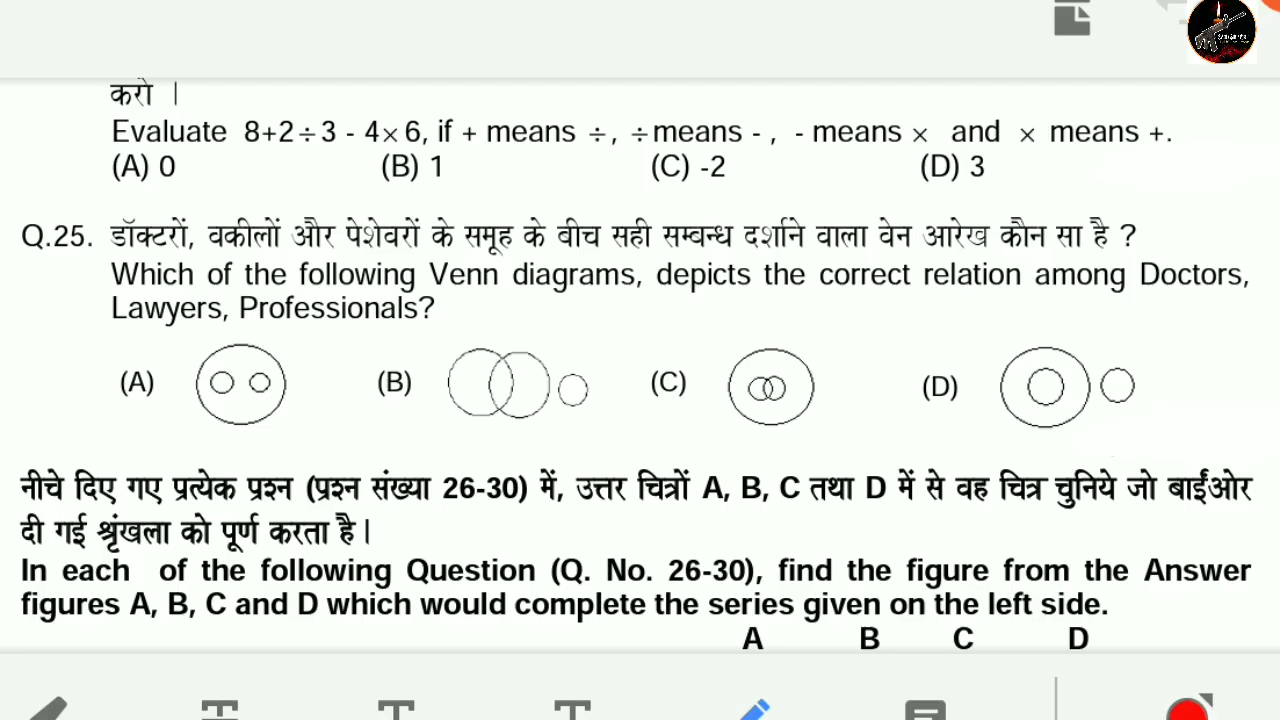 करो |
Evaluate 8+2÷3 - 4×6, if + means ÷, ÷means - , - means × and × means +.
(A) 0 (B) 1 (C) -2 (D) 3
Q.25. डॉक्टरों, वकीलों और पेशेवरों के समूह के बीच सही सम्बन्ध दर्शाने वाला वेन आरेख कौन सा है ?
Which of the following Venn diagrams, depicts the correct relation among Doctors,
Lawyers, Professionals?
(A) (B) (C) (D)
नीचे दिए गए प्रत्येक प्रश्न (प्रश्न संख्या 26-30) में, उत्तर चित्रों A, B, C तथा D में से वह चित्र चुनिये जो बाईंओर
दी गई श्रृंखला को पूर्ण करता है।
In each of the following Question (Q. No. 26-30), find the figure from the Answer
figures A, B, C and D which would complete the series given on the left side.
A B C D